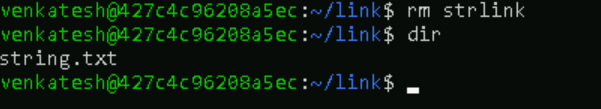 venkatesh@427c4c96208a5ec:~/link$ rm strlink
venkatesh@427c4c96208a5ec:~/link$ dir
string.txt
venkatesh@427c4c96208a5ec:~/link$ _